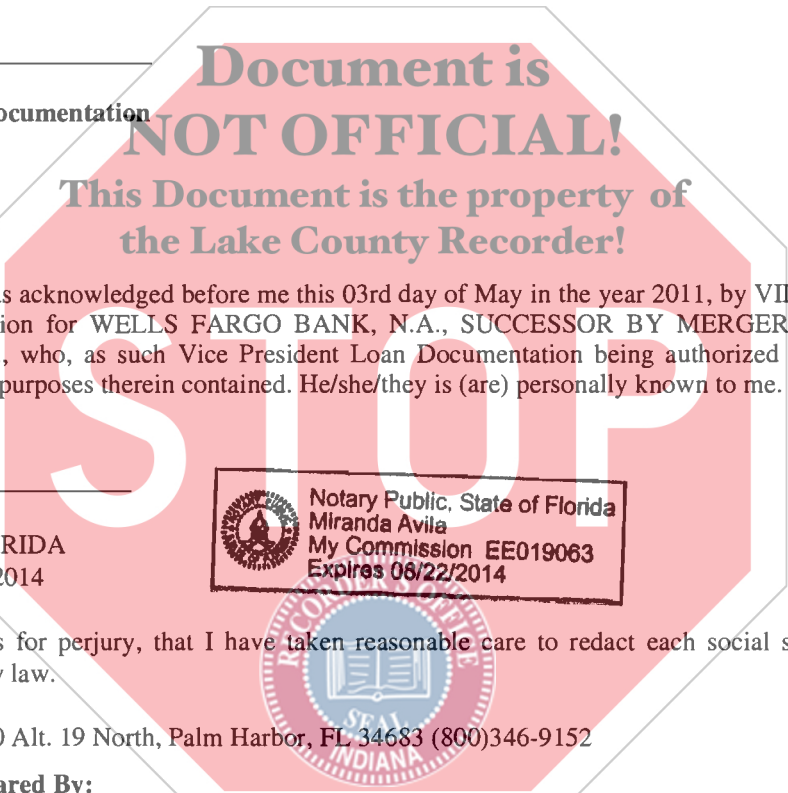 Document is
ocumentation
NOT OFFICIAL!
This Document is the property of
the Lake County Recorder!
s acknowledged before me this 03rd day of May in the year 2011, by VII
ion for WELLS FARGO BANK, N.A., SUCCESSOR BY MERGER
, who, as such Vice President Loan Documentation being authorized
purposes therein contained. He/she/they is (are) personally known to me.
STOP
Notary Public, State of Florida
Miranda Avila
My Commission EE019063
Expires 06/22/2014
RIDA
2014
RECORDER'S OFFICE
s for perjury, that I have taken reasonable care to redact each social s
y law.
SEAL
INDIANA
0 Alt. 19 North, Palm Harbor, FL 34683 (800)346-9152
ared By: